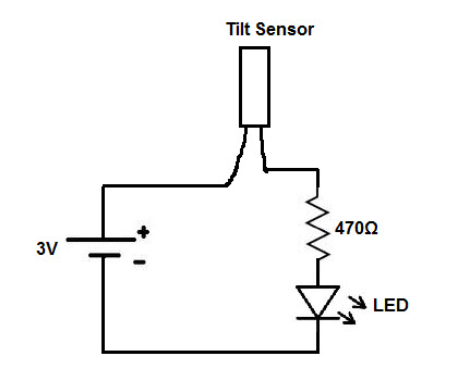 Tilt Sensor
+
3V
-
470Ω
LED